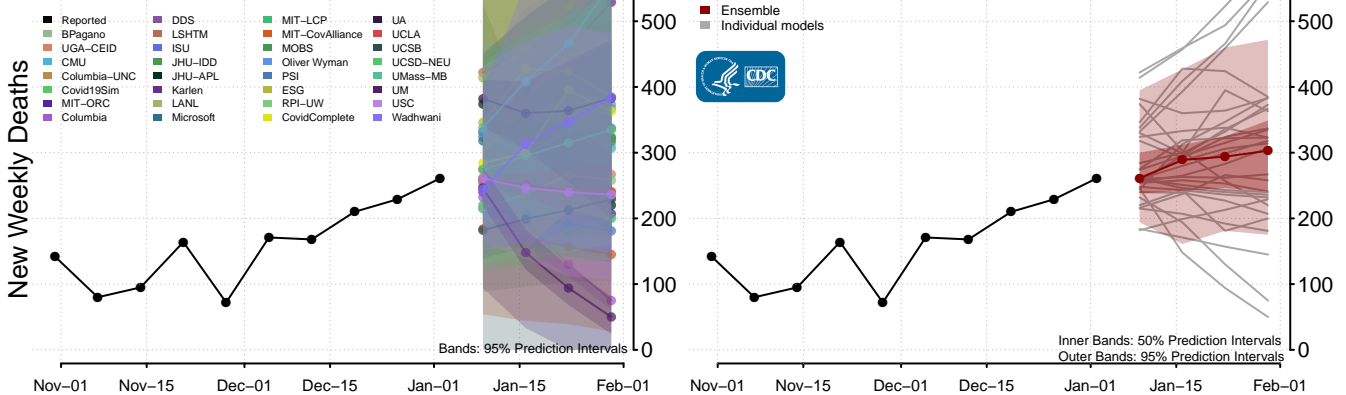 New Weekly Deaths
Reported
BPagano
UGA−CEID
CMU
Columbia−UNC
Covid19Sim
MIT−ORC
Columbia
DDS
LSHTM
ISU
JHU−IDD
JHU−APL
Karlen
LANL
Microsoft
MIT−LCP
MIT−CovAlliance
MOBS
Oliver Wyman
PSI
ESG
RPI−UW
CovidComplete
UA
UCLA
UCSB
UCSD−NEU
UMass−MB
UM
USC
Wadhwani
500
400
300
200
100
0
Bands: 95% Prediction Intervals
Nov−01 Nov−15 Dec−01 Dec−15 Jan−01 Jan−15 Feb−01
Ensemble
Individual models
CDC
500
400
300
200
100
0
Inner Bands: 50% Prediction Intervals
Outer Bands: 95% Prediction Intervals
Nov−01 Nov−15 Dec−01 Dec−15 Jan−01 Jan−15 Feb−01